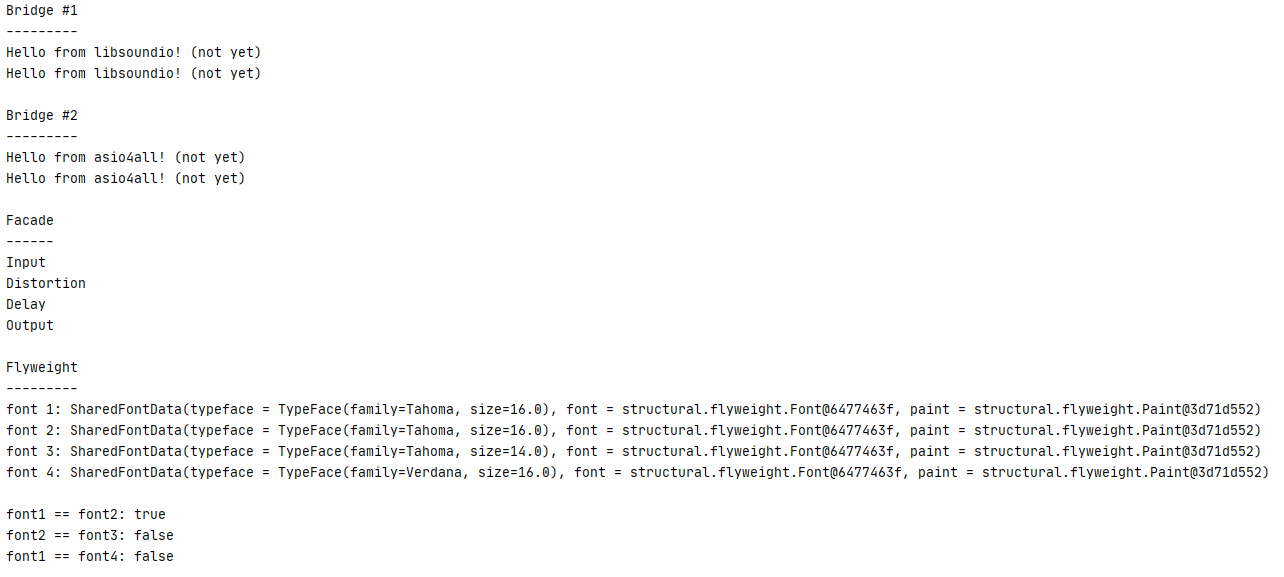 Bridge #1
---------
Hello from libsoundio! (not yet)
Hello from libsoundio! (not yet)

Bridge #2
---------
Hello from asio4all! (not yet)
Hello from asio4all! (not yet)

Facade
------
Input
Distortion
Delay
Output

Flyweight
---------
font 1: SharedFontData(typeface = TypeFace(family=Tahoma, size=16.0), font = structural.flyweight.Font@6477463f, paint = structural.flyweight.Paint@3d71d552)
font 2: SharedFontData(typeface = TypeFace(family=Tahoma, size=16.0), font = structural.flyweight.Font@6477463f, paint = structural.flyweight.Paint@3d71d552)
font 3: SharedFontData(typeface = TypeFace(family=Tahoma, size=14.0), font = structural.flyweight.Font@6477463f, paint = structural.flyweight.Paint@3d71d552)
font 4: SharedFontData(typeface = TypeFace(family=Verdana, size=16.0), font = structural.flyweight.Font@6477463f, paint = structural.flyweight.Paint@3d71d552)

font1 == font2: true
font2 == font3: false
font1 == font4: false